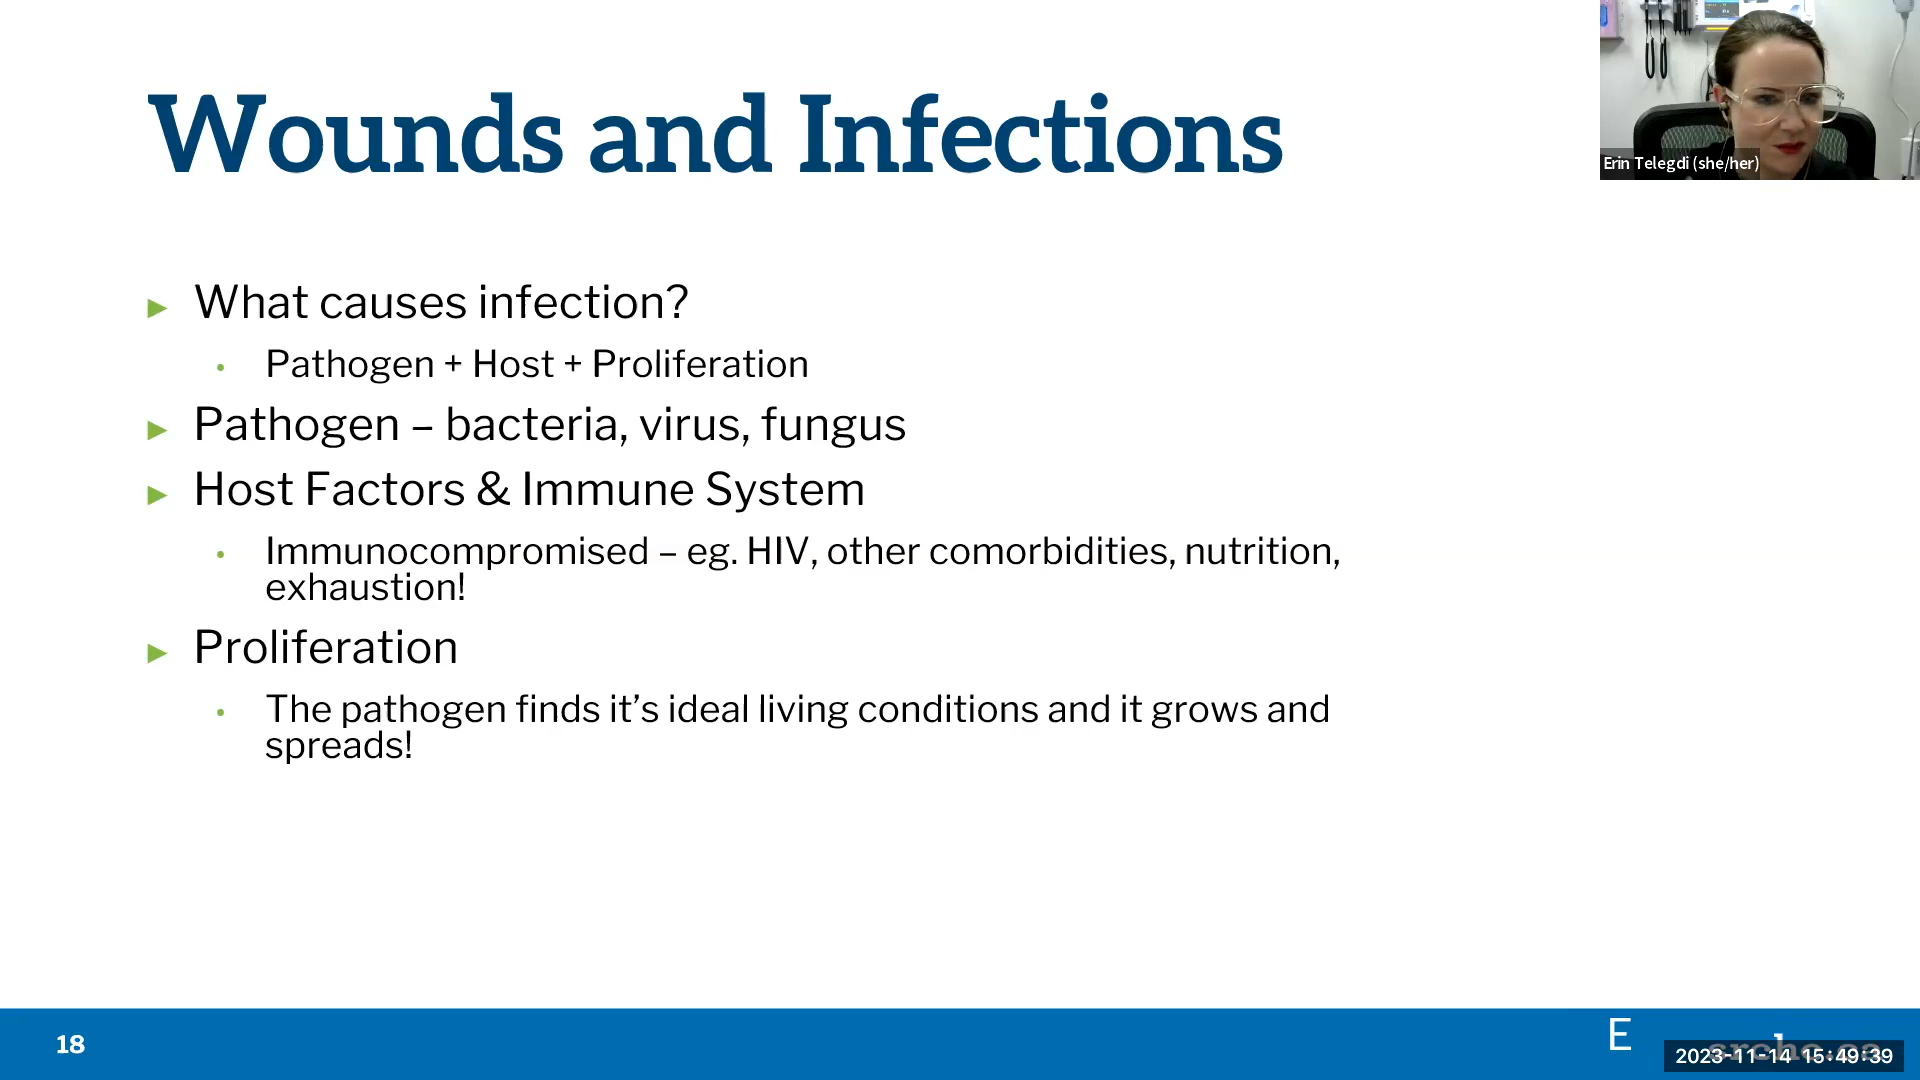 Wounds and Infections
Erin Telegdi (she/her)
► What causes infection?
• Pathogen + Host + Proliferation
► Pathogen – bacteria, virus, fungus
► Host Factors & Immune System
• Immunocompromised – eg. HIV, other comorbidities, nutrition,
exhaustion!
► Proliferation
• The pathogen finds it’s ideal living conditions and it grows and
spreads!
18
E
2023-11-14 15:49:39